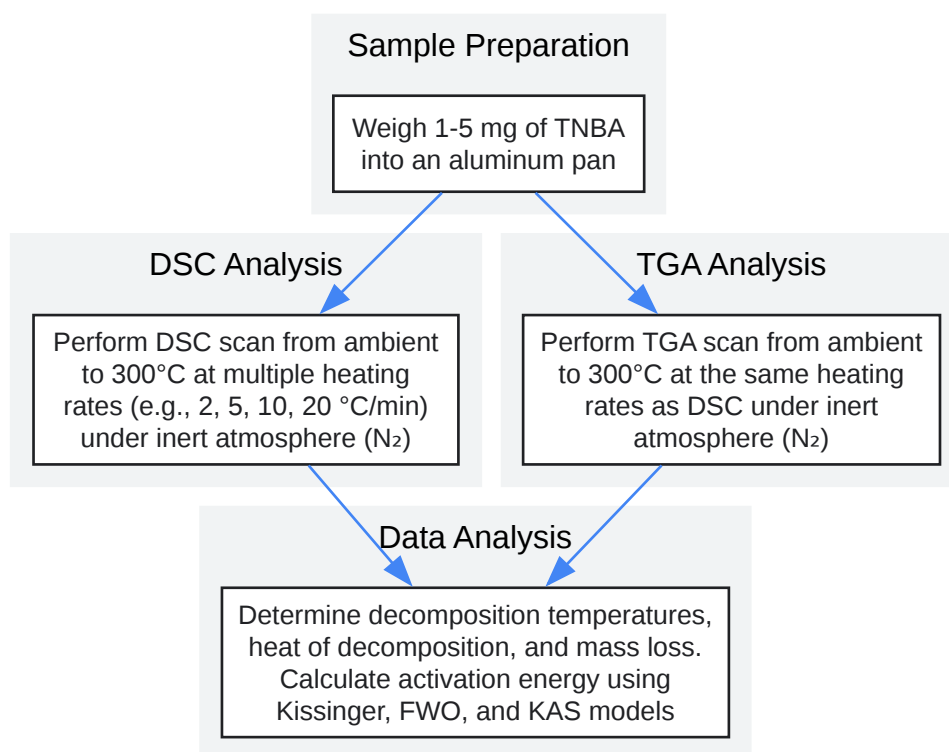 Sample Preparation
Weigh 1-5 mg of TNBA
into an aluminum pan
DSC Analysis
Perform DSC scan from ambient
to 300°C at multiple heating
rates (e.g., 2, 5, 10, 20 °C/min)
under inert atmosphere (N₂)
TGA Analysis
Perform TGA scan from ambient
to 300°C at the same heating
rates as DSC under inert
atmosphere (N₂)
Data Analysis
Determine decomposition temperatures,
heat of decomposition, and mass loss.
Calculate activation energy using
Kissinger, FWO, and KAS models